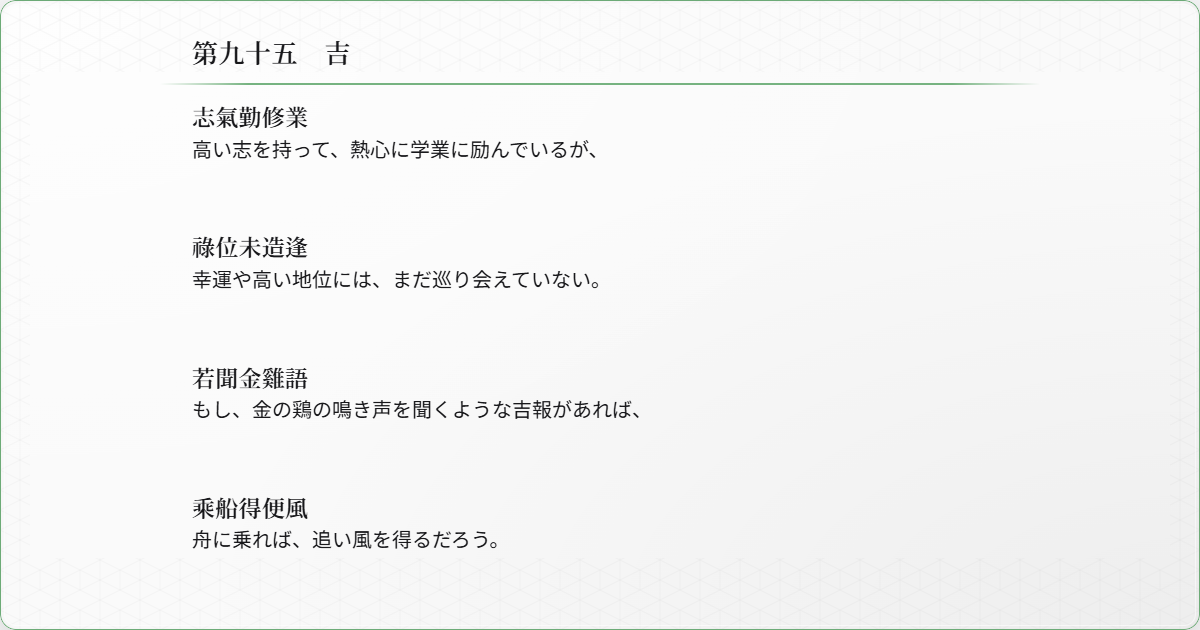 第九十五　吉
志氣勤修業
高い志を持って、熱心に学業に励んでいるが、
祿位未造逢
幸運や高い地位には、まだ巡り会えていない。
若聞金雞語
もし、金の鶏の鳴き声を聞くような吉報があれば、
乘船得便風
舟に乗れば、追い風を得るだろう。